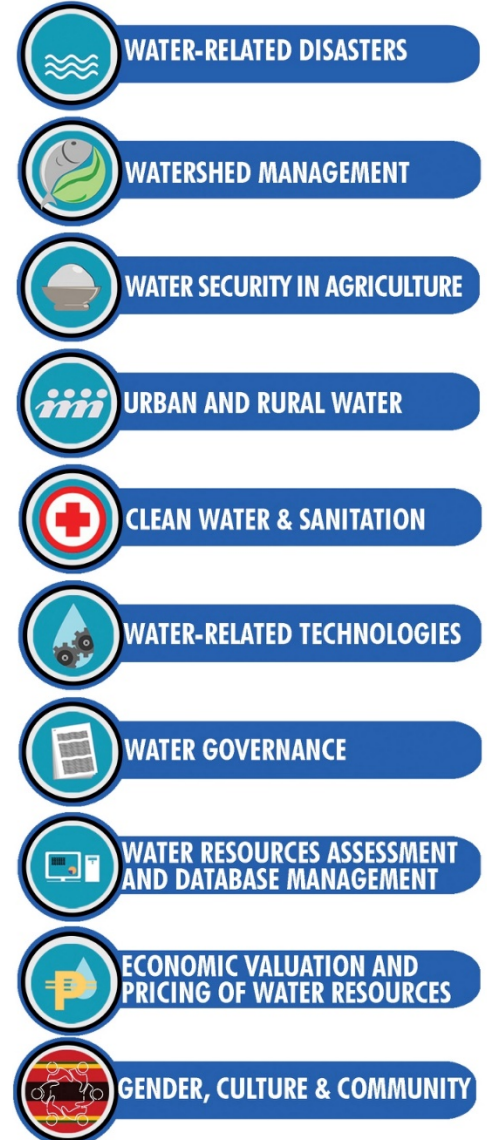 WATER-RELATED DISASTERS
WATERSHED MANAGEMENT
WATER SECURITY IN AGRICULTURE
URBAN AND RURAL WATER
CLEAN WATER & SANITATION
WATER-RELATED TECHNOLOGIES
WATER GOVERNANCE
WATER RESOURCES ASSESSMENT
AND DATABASE MANAGEMENT
ECONOMIC VALUATION AND
PRICING OF WATER RESOURCES
GENDER, CULTURE & COMMUNITY